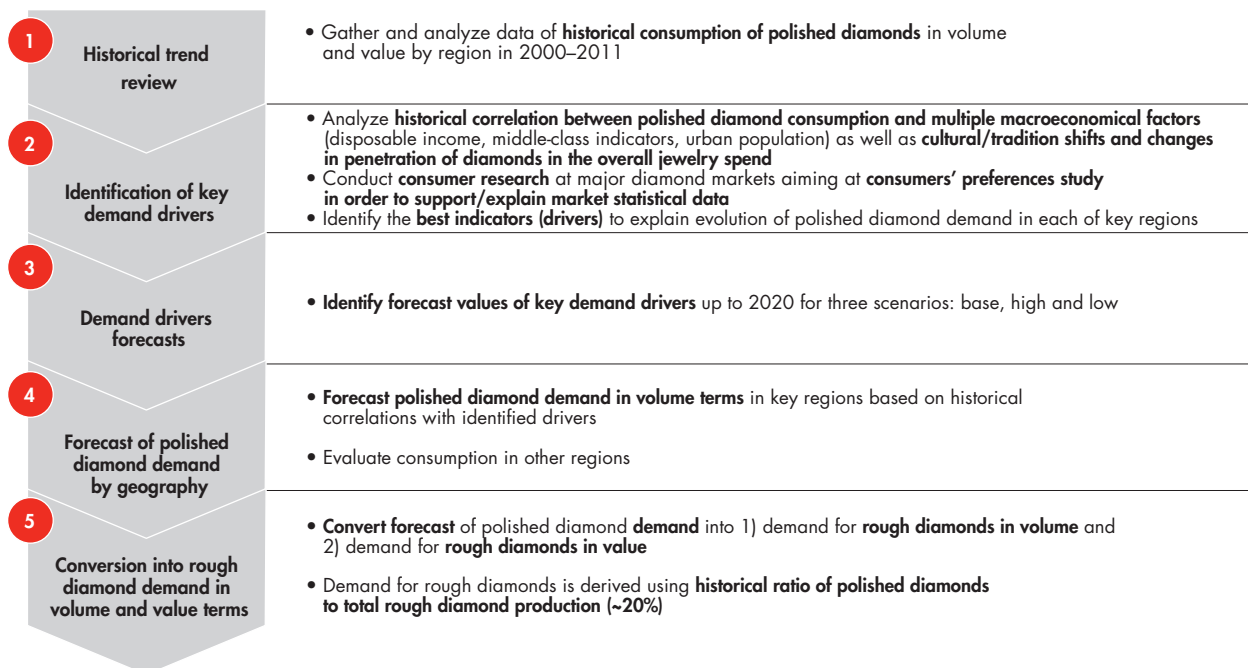 1
Historical trend
review
• Gather and analyze data of historical consumption of polished diamonds in volume
and value by region in 2000–2011
2
Identification of key
demand drivers
• Analyze historical correlation between polished diamond consumption and multiple macroeconomical factors
(disposable income, middle-class indicators, urban population) as well as cultural/tradition shifts and changes
in penetration of diamonds in the overall jewelry spend
• Conduct consumer research at major diamond markets aiming at consumers’ preferences study
in order to support/explain market statistical data
• Identify the best indicators (drivers) to explain evolution of polished diamond demand in each of key regions
3
Demand drivers
forecasts
• Identify forecast values of key demand drivers up to 2020 for three scenarios: base, high and low
4
Forecast of polished
diamond demand
by geography
• Forecast polished diamond demand in volume terms in key regions based on historical
correlations with identified drivers
• Evaluate consumption in other regions
5
Conversion into rough
diamond demand in
volume and value terms
• Convert forecast of polished diamond demand into 1) demand for rough diamonds in volume and
2) demand for rough diamonds in value
• Demand for rough diamonds is derived using historical ratio of polished diamonds
to total rough diamond production (~20%)